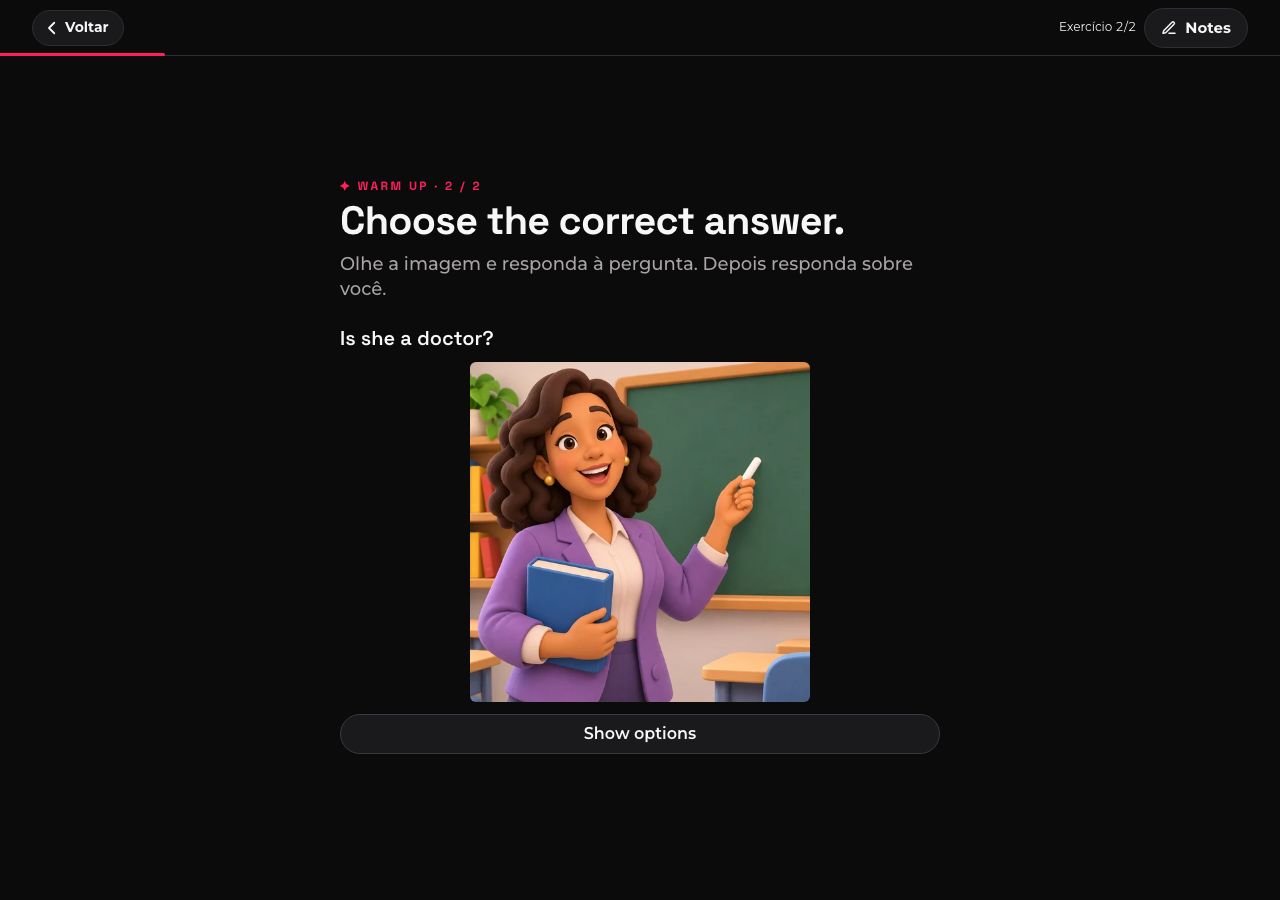 Voltar
Exercício 2/2
Notes
✦ WARM UP · 2 / 2
Choose the correct answer.
Olhe a imagem e responda à pergunta. Depois responda sobre
você.
Is she a doctor?
Show options